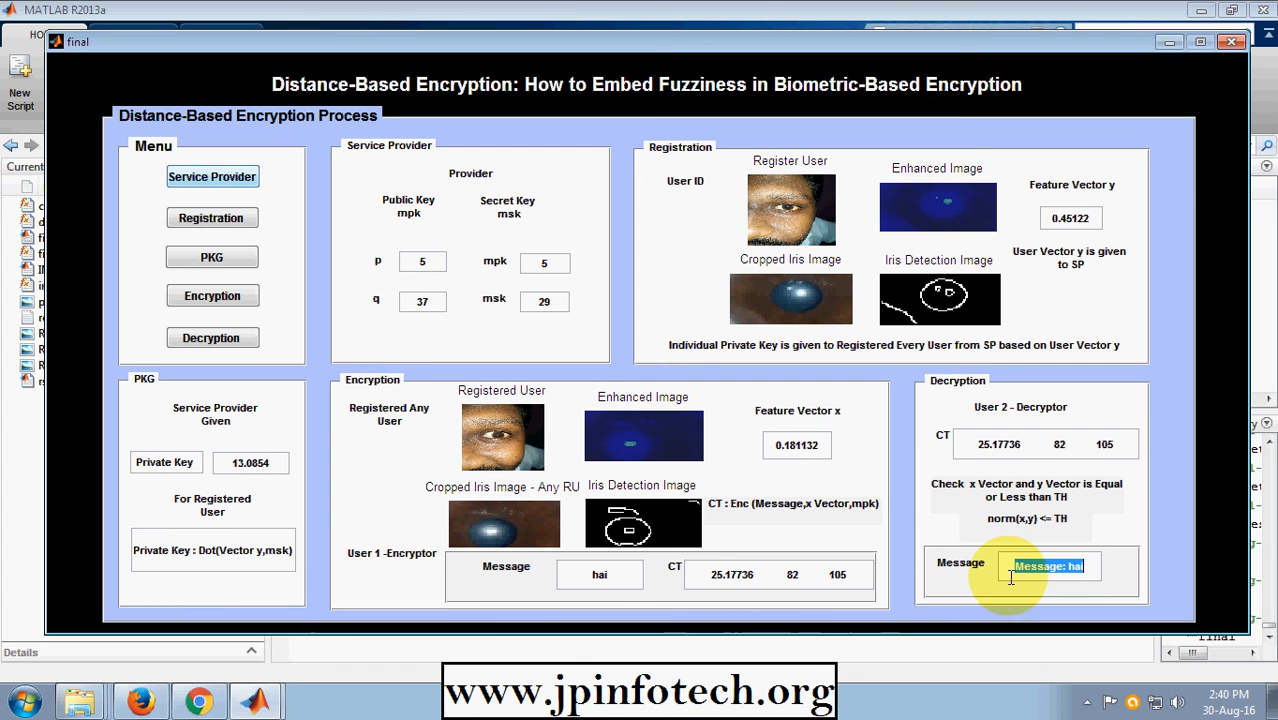 MATLAB R2013a
HO
final
New
Script
Distance-Based Encryption: How to Embed Fuzziness in Biometric-Based Encryption
Distance-Based Encryption Process
Current
Menu
Service Provider
Registration
PKG
Encryption
Decryption
Service Provider
Provider
Public Key
mpk
Secret Key
msk
p
5
mpk
5
q
37
msk
29
Registration
User ID
Register User
Enhanced Image
Feature Vector y
0.45122
Cropped Iris Image
Iris Detection Image
User Vector y is given
to SP
Individual Private Key is given to Registered Every User from SP based on User Vector y
PKG
Service Provider
Given
Private Key
13.0854
For Registered
User
Private Key : Dot(Vector y,msk)
Encryption
Registered Any
User
Registered User
Enhanced Image
Feature Vector x
0.181132
Cropped Iris Image - Any RU
Iris Detection Image
CT : Enc (Message,x Vector,mpk)
User 1 -Encryptor
Message
hai
CT
25.17736 82 105
Decryption
User 2 - Decryptor
CT
25.17736 82 105
Check x Vector and y Vector is Equal
or Less than TH
norm(x,y) <= TH
Message
Message: hai
Details
final
www.jpinfotech.org
2:40 PM
30-Aug-16